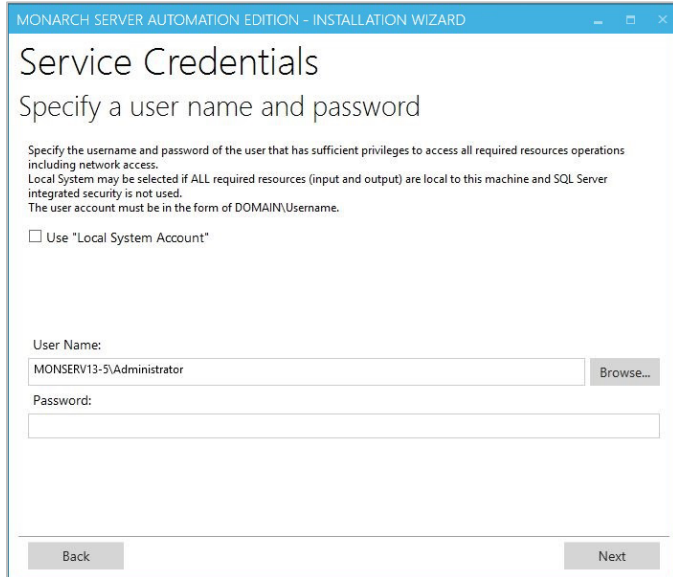 MONARCH SERVER AUTOMATION EDITION - INSTALLATION WIZARD
Service Credentials
Specify a user name and password
Specify the username and password of the user that has sufficient privileges to access all required resources operations
including network access.
Local System may be selected if ALL required resources (input and output) are local to this machine and SQL Server
integrated security is not used.
The user account must be in the form of DOMAIN\Username.
Use "Local System Account"
User Name:
MONSERV13-5\Administrator
Browse...
Password:
Back
Next